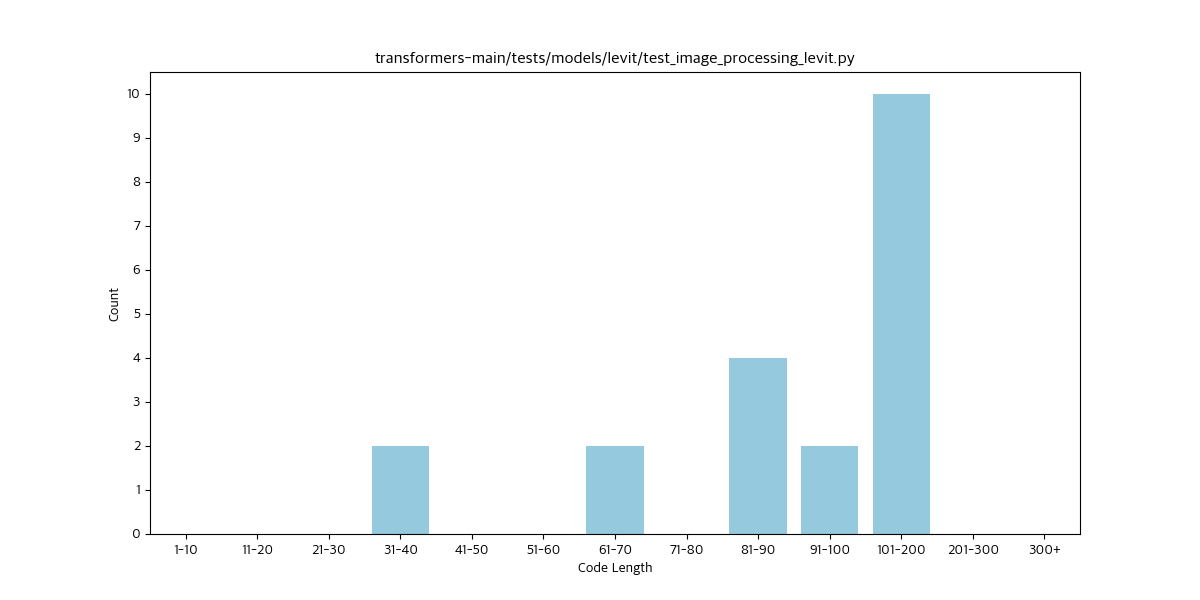 transformers-main/tests/models/levit/test_image_processing_levit.py
10
9
8
7
6
5
4
3
2
1
0
Count
1-10 11-20 21-30 31-40 41-50 51-60 61-70 71-80 81-90 91-100 101-200 201-300 300+
Code Length